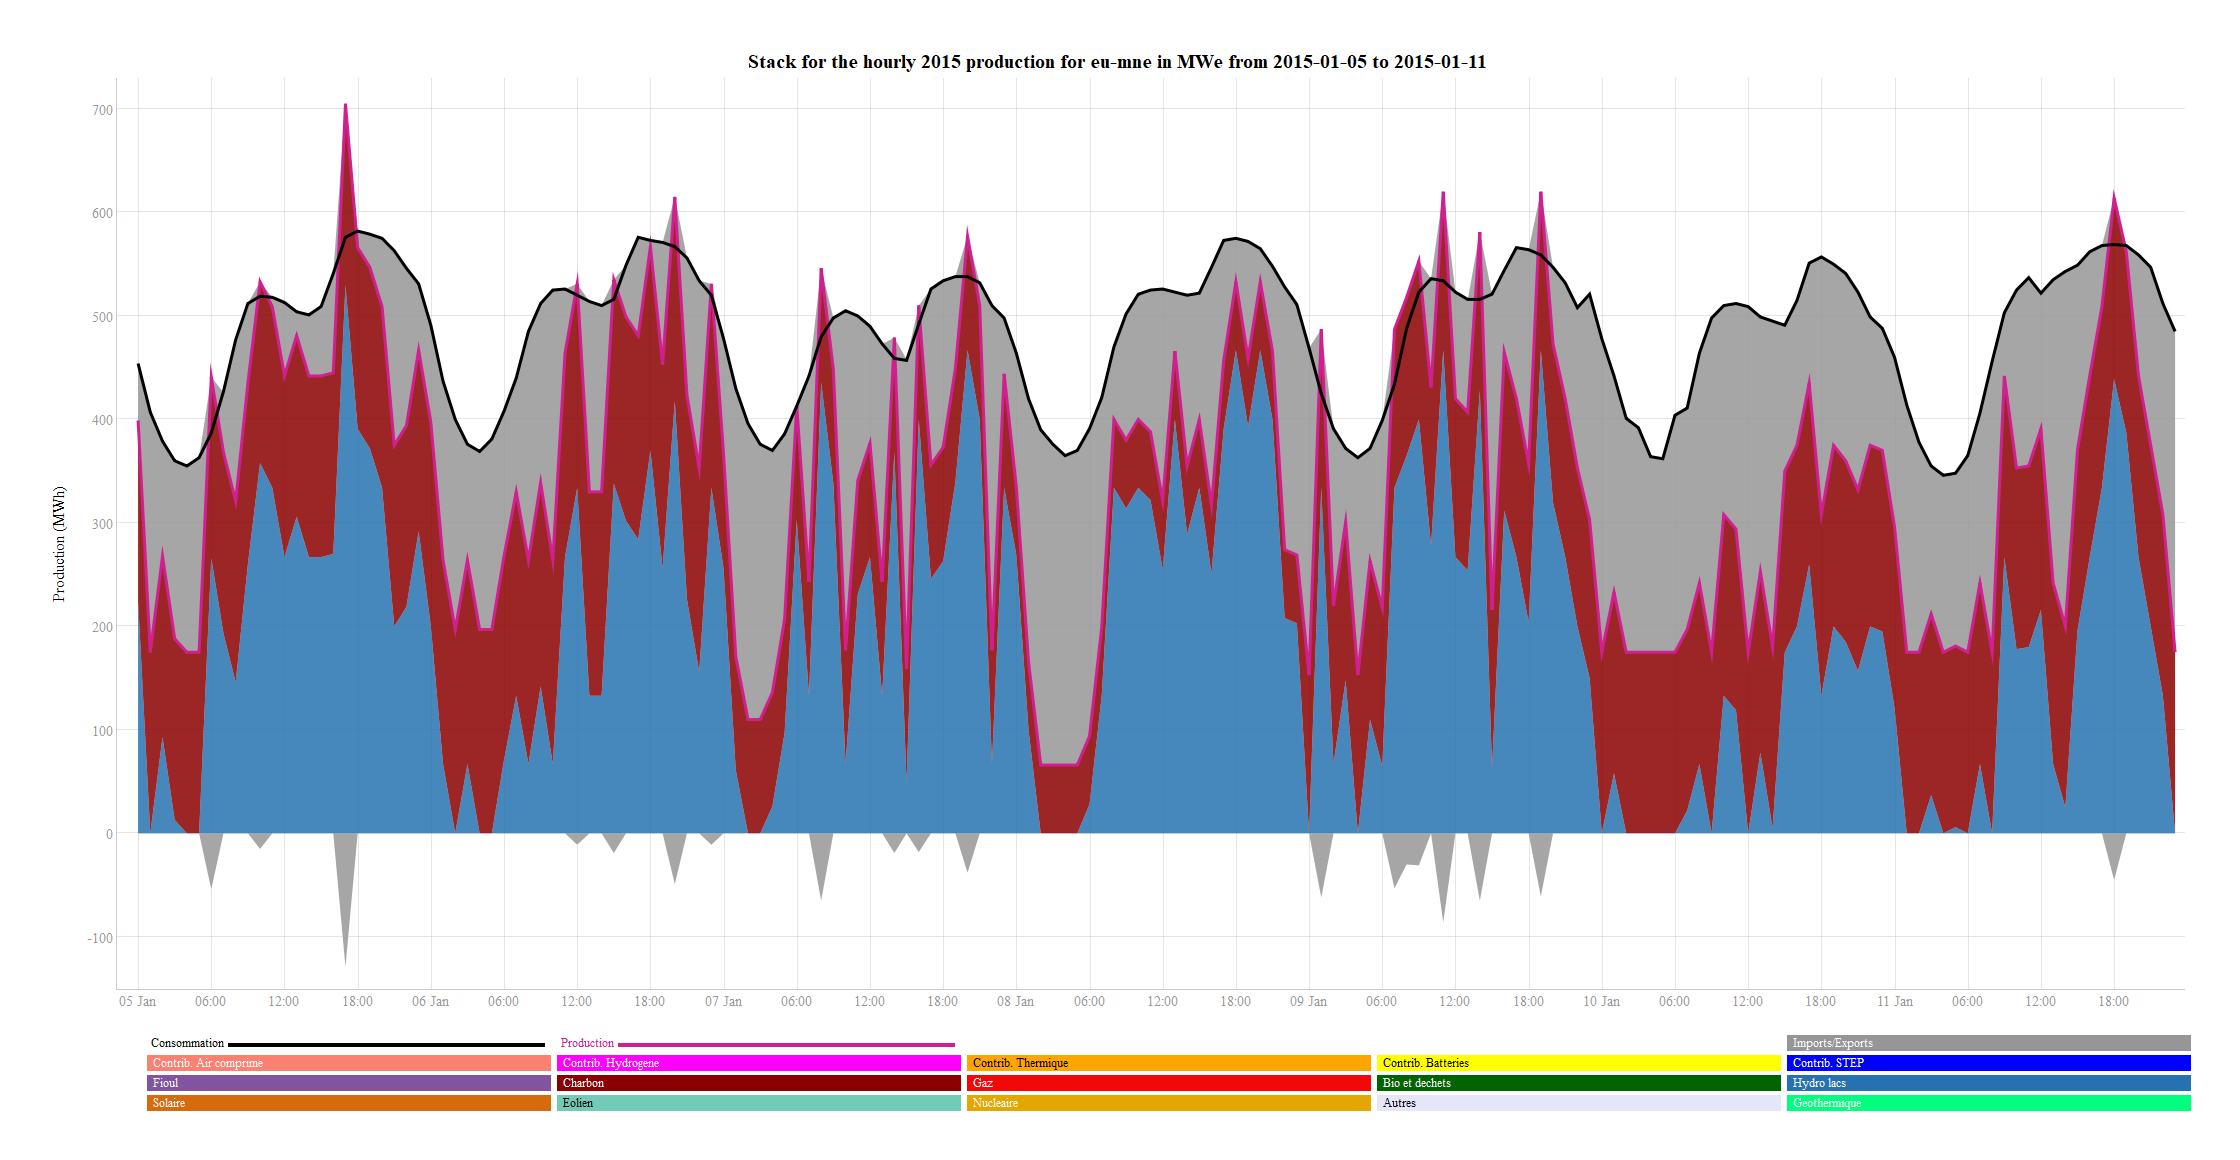 Stack for the hourly 2015 production for eu-mne in MWe from 2015-01-05 to 2015-01-11
Production (MWh)
700
600
500
400
300
200
100
0
-100
05 Jan 06:00 12:00 18:00 06 Jan 06:00 12:00 18:00 07 Jan 06:00 12:00 18:00 08 Jan 06:00 12:00 18:00 09 Jan 06:00 12:00 18:00 10 Jan 06:00 12:00 18:00 11 Jan 06:00 12:00 18:00
Consommation Production Imports/Exports
Contrib. Air comprime Contrib. Hydrogene Contrib. Thermique Contrib. Batteries Contrib. STEP
Fioul Charbon Gaz Bio et dechets Hydro lacs
Solaire Eolien Nucleaire Autres Geothermique